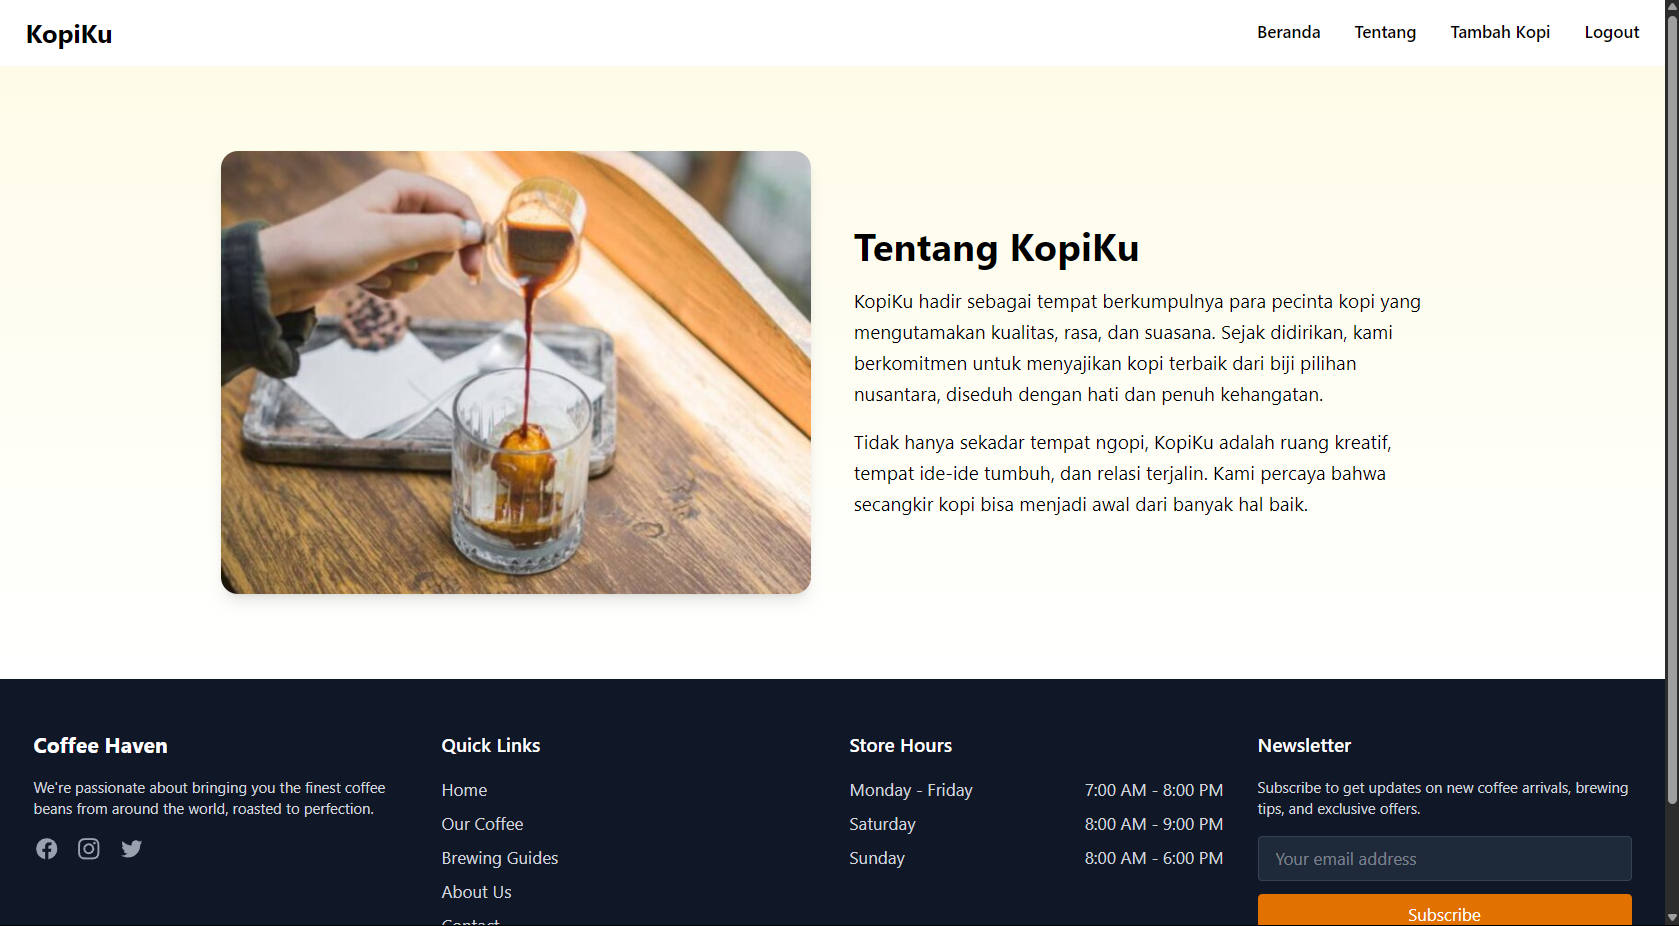 KopiKu
Beranda
Tentang
Tambah Kopi
Logout
Tentang KopiKu
KopiKu hadir sebagai tempat berkumpulnya para pecinta kopi yang
mengutamakan kualitas, rasa, dan suasana. Sejak didirikan, kami
berkomitmen untuk menyajikan kopi terbaik dari biji pilihan
nusantara, diseduh dengan hati dan penuh kehangatan.
Tidak hanya sekadar tempat ngopi, KopiKu adalah ruang kreatif,
tempat ide-ide tumbuh, dan relasi terjalin. Kami percaya bahwa
secangkir kopi bisa menjadi awal dari banyak hal baik.
Coffee Haven
We're passionate about bringing you the finest coffee
beans from around the world, roasted to perfection.
Quick Links
Home
Our Coffee
Brewing Guides
About Us
Contact
Store Hours
Monday - Friday 7:00 AM - 8:00 PM
Saturday 8:00 AM - 9:00 PM
Sunday 8:00 AM - 6:00 PM
Newsletter
Subscribe to get updates on new coffee arrivals, brewing
tips, and exclusive offers.
Your email address
Subscribe